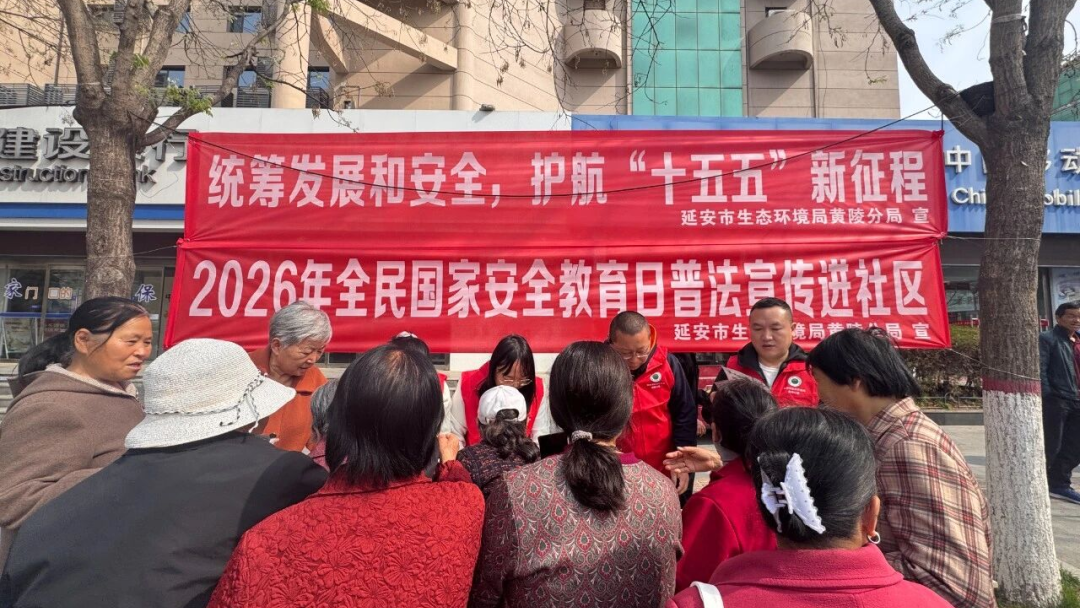 建设银行
struction Bank
中国移动
China Mobile
统筹发展和安全，护航“十五五”新征程
延安市生态环境局黄陵分局 宣
2026年全民国家安全教育日普法宣传进社区
延安市生态环境局黄陵分局 宣